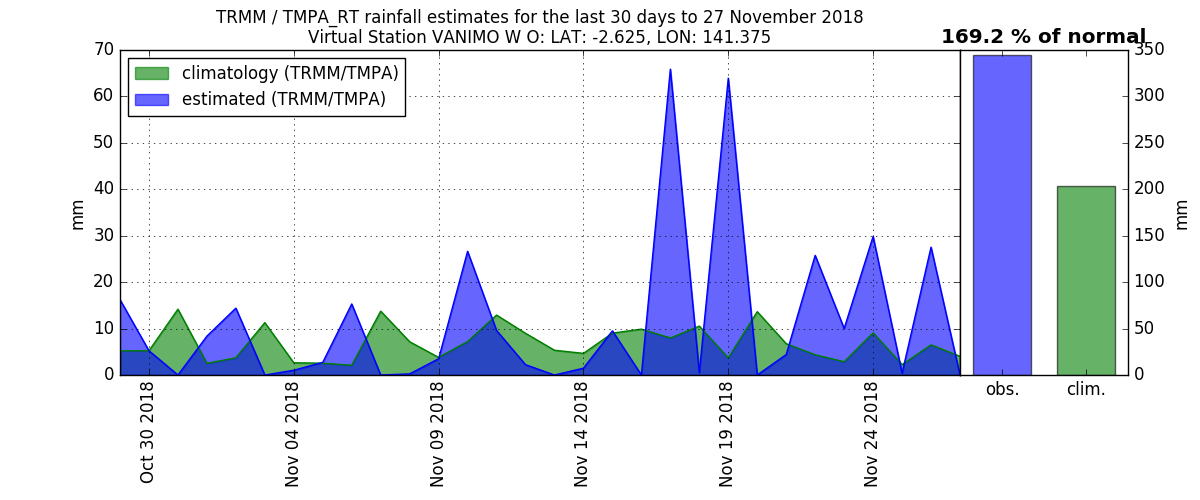 TRMM / TMPA_RT rainfall estimates for the last 30 days to 27 November 2018
Virtual Station VANIMO W O: LAT: -2.625, LON: 141.375
169.2 % of normal
climatology (TRMM/TMPA)
estimated (TRMM/TMPA)
70
60
50
40
30
20
10
0
mm
Oct 30 2018
Nov 04 2018
Nov 09 2018
Nov 14 2018
Nov 19 2018
Nov 24 2018
obs.
clim.
350
300
250
200
150
100
50
0
mm